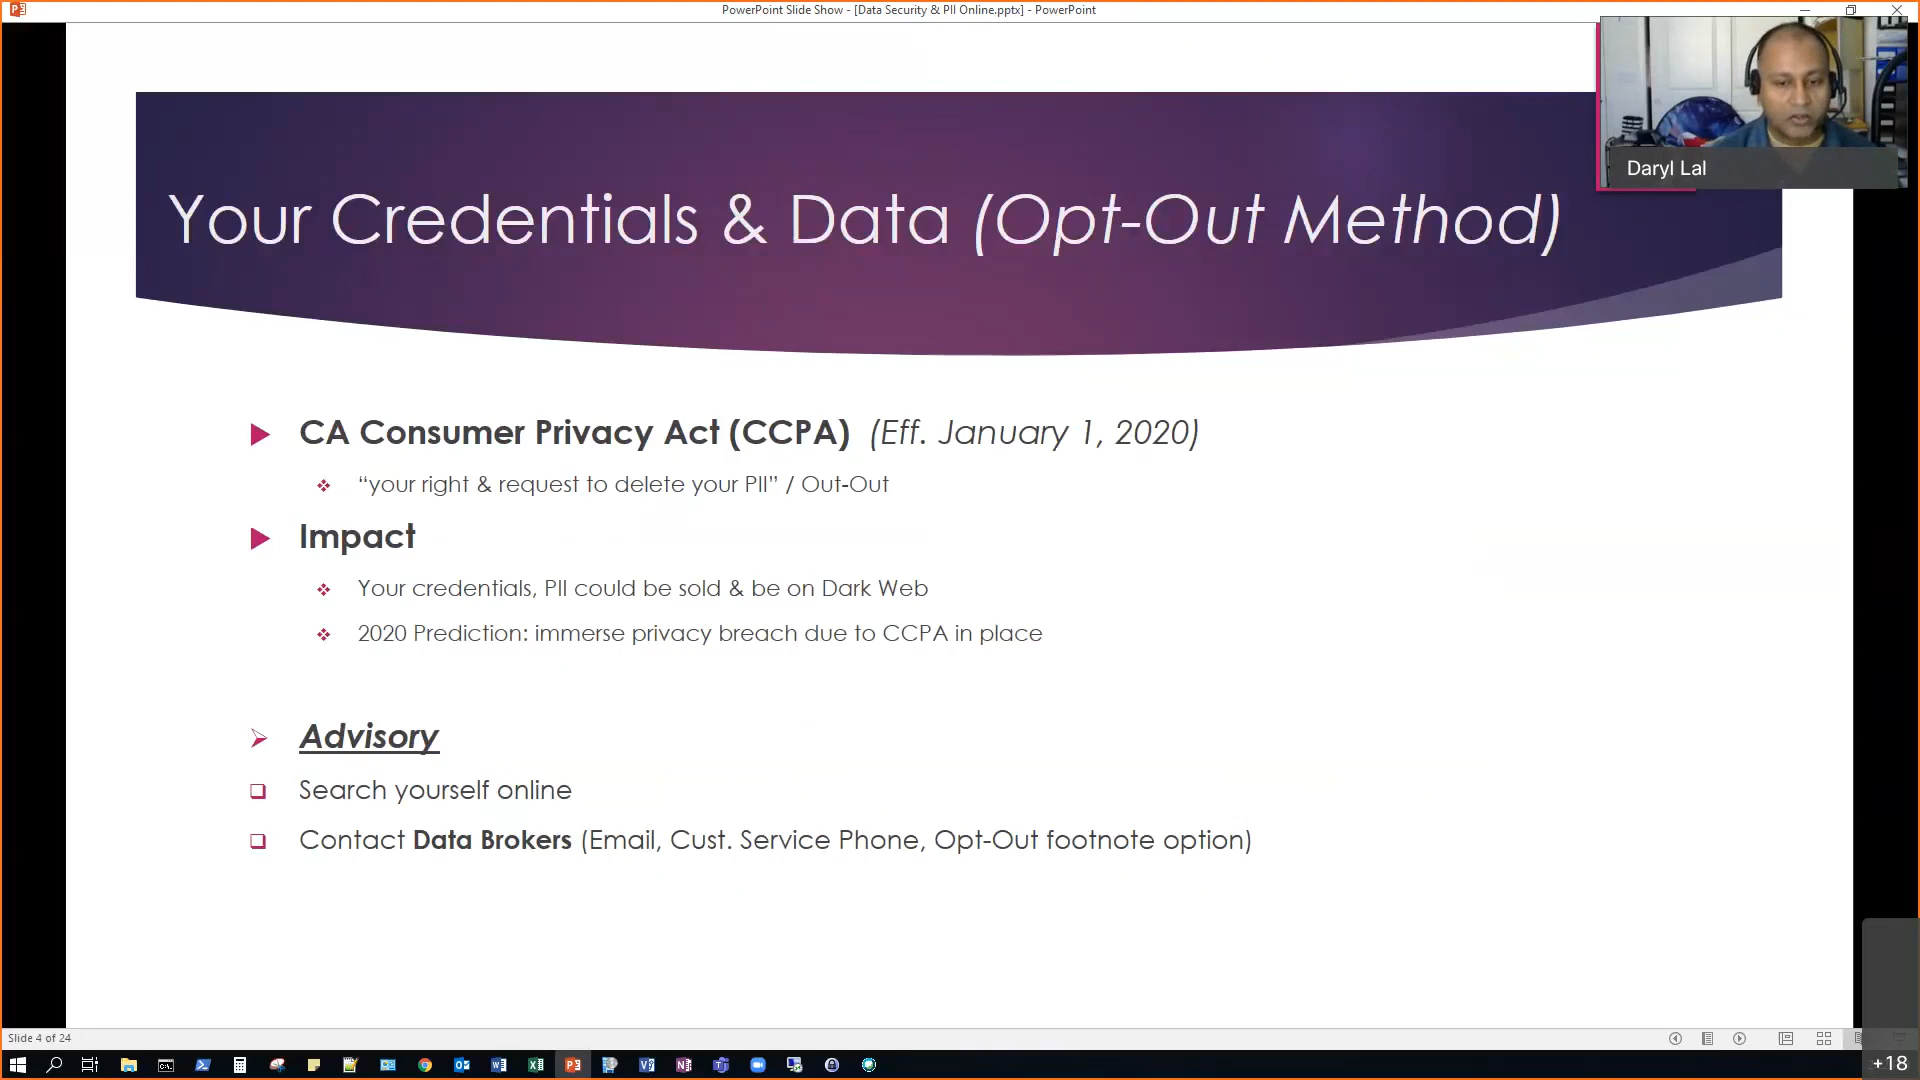 PowerPoint Slide Show - [Data Security & PII Online.pptx] - PowerPoint
Daryl Lal
Your Credentials & Data (Opt-Out Method)
CA Consumer Privacy Act (CCPA) (Eff. January 1, 2020)
“your right & request to delete your PII” / Out-Out
Impact
Your credentials, PII could be sold & be on Dark Web
2020 Prediction: immerse privacy breach due to CCPA in place
Advisory
Search yourself online
Contact Data Brokers (Email, Cust. Service Phone, Opt-Out footnote option)
Slide 4 of 24
+18